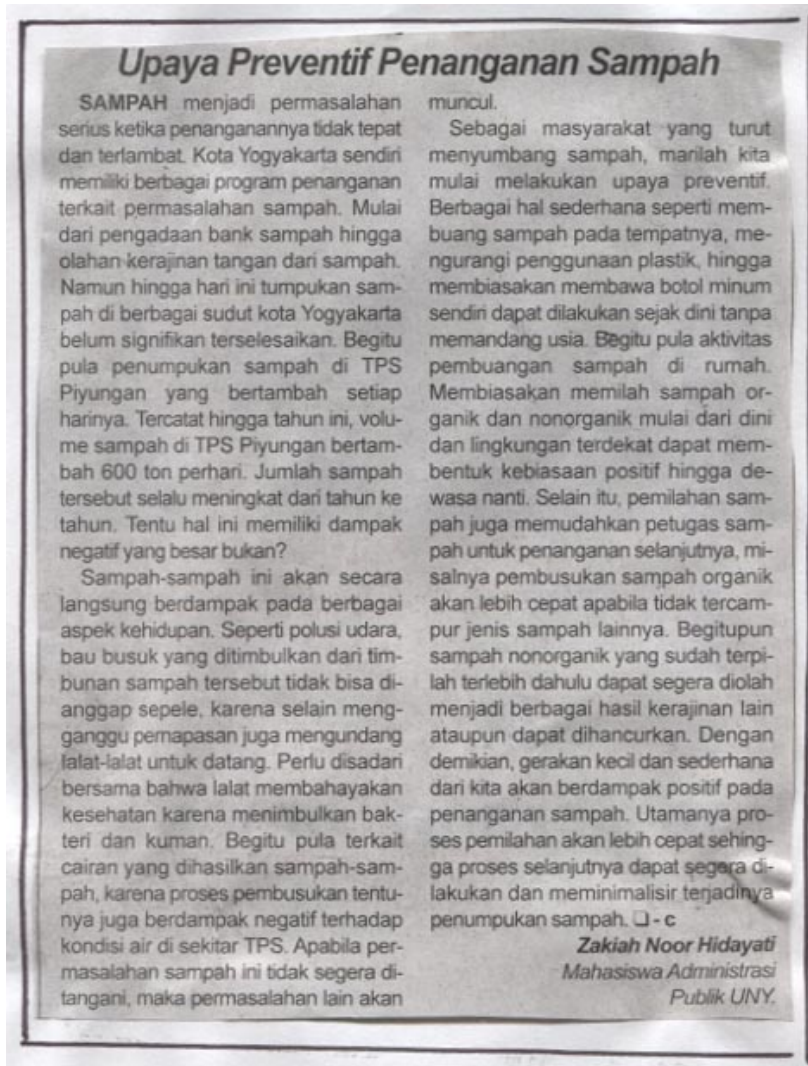 Upaya Preventif Penanganan Sampah
SAMPAH menjadi permasalahan
serius ketika penanganannya tidak tepat
dan terlambat. Kota Yogyakarta sendiri
memiliki berbagai program penanganan
terkait permasalahan sampah. Mulai
dari pengadaan bank sampah hingga
olahan kerajinan tangan dari sampah.
Namun hingga hari ini tumpukan sam-
pah di berbagai sudut kota Yogyakarta
belum signifikan terselesaikan. Begitu
pula penumpukan sampah di TPS
Piyungan yang bertambah setiap
harinya. Tercatat hingga tahun ini, volu-
me sampah di TPS Piyungan bertam-
bah 600 ton perhari. Jumlah sampah
tersebut selalu meningkat dari tahun ke
tahun. Tentu hal ini memiliki dampak
negatif yang besar bukan?
Sampah-sampah ini akan secara
langsung berdampak pada berbagai
aspek kehidupan. Seperti polusi udara,
bau busuk yang ditimbulkan dari tim-
bunan sampah tersebut tidak bisa di-
anggap sepele, karena selain meng-
ganggu pernapasan juga mengundang
lalat-lalat untuk datang. Perlu disadari
bersama bahwa lalat membahayakan
kesehatan karena menimbulkan bak-
teri dan kuman. Begitu pula terkait
cairan yang dihasilkan sampah-sam-
pah, karena proses pembusukan tentu-
nya juga berdampak negatif terhadap
kondisi air di sekitar TPS. Apabila per-
masalahan sampah ini tidak segera di-
tangani, maka permasalahan lain akan
muncul.
Sebagai masyarakat yang turut
menyumbang sampah, marilah kita
mulai melakukan upaya preventif.
Berbagai hal sederhana seperti mem-
buang sampah pada tempatnya, me-
ngurangi penggunaan plastik, hingga
membiasakan membawa botol minum
sendiri dapat dilakukan sejak dini tanpa
memandang usia. Begitu pula aktivitas
pembuangan sampah di rumah.
Membiasakan memilah sampah or-
ganik dan nonorganik mulai dari dini
dan lingkungan terdekat dapat mem-
bentuk kebiasaan positif hingga de-
wasa nanti. Selain itu, pemilahan sam-
pah juga memudahkan petugas sam-
pah untuk penanganan selanjutnya, mi-
salnya pembusukan sampah organik
akan lebih cepat apabila tidak tercam-
pur jenis sampah lainnya. Begitupun
sampah nonorganik yang sudah terpi-
lah terlebih dahulu dapat segera diolah
menjadi berbagai hasil kerajinan lain
ataupun dapat dihancurkan. Dengan
demikian, gerakan kecil dan sederhana
dari kita akan berdampak positif pada
penanganan sampah. Utamanya pro-
ses pemilahan akan lebih cepat sehing-
ga proses selanjutnya dapat segera di-
lakukan dan meminimalisir terjadinya
penumpukan sampah. ❑ - c
Zakiah Noor Hidayati
Mahasiswa Administrasi
Publik UNY.